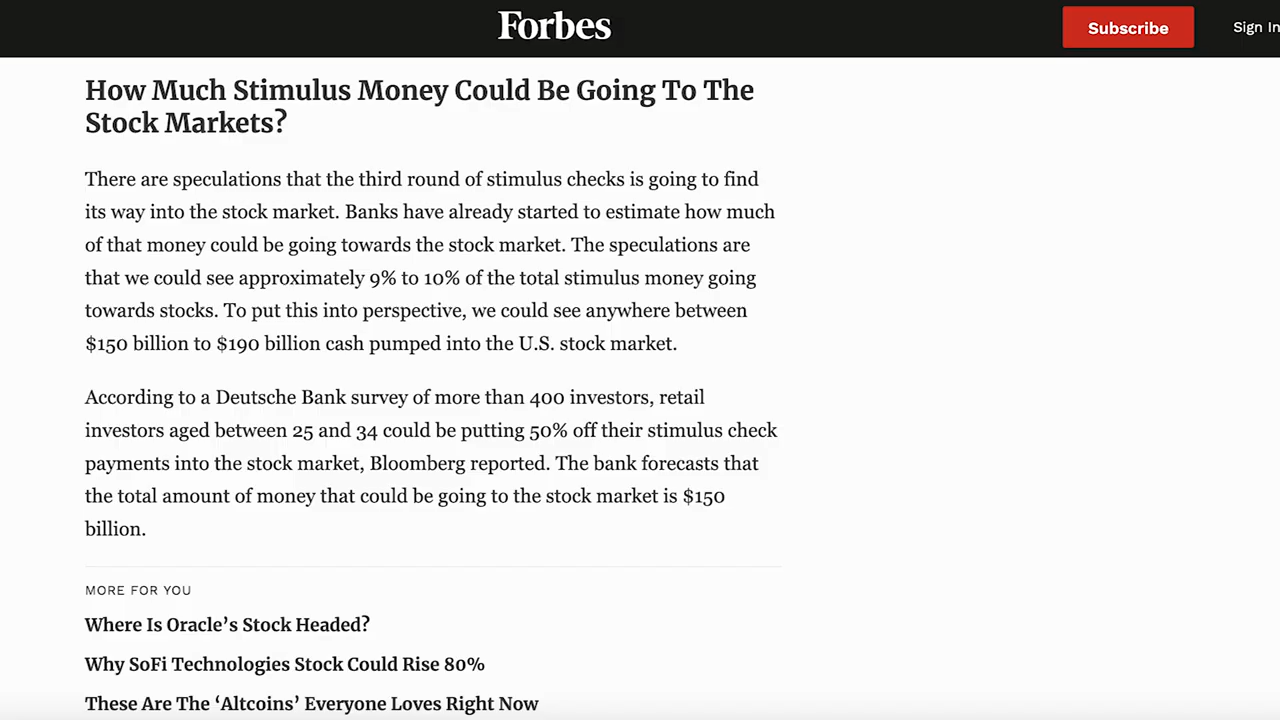 Forbes
Subscribe
Sign In
How Much Stimulus Money Could Be Going To The
Stock Markets?
There are speculations that the third round of stimulus checks is going to find
its way into the stock market. Banks have already started to estimate how much
of that money could be going towards the stock market. The speculations are
that we could see approximately 9% to 10% of the total stimulus money going
towards stocks. To put this into perspective, we could see anywhere between
$150 billion to $190 billion cash pumped into the U.S. stock market.
According to a Deutsche Bank survey of more than 400 investors, retail
investors aged between 25 and 34 could be putting 50% off their stimulus check
payments into the stock market, Bloomberg reported. The bank forecasts that
the total amount of money that could be going to the stock market is $150
billion.
MORE FOR YOU
Where Is Oracle’s Stock Headed?
Why SoFi Technologies Stock Could Rise 80%
These Are The ‘Altcoins’ Everyone Loves Right Now